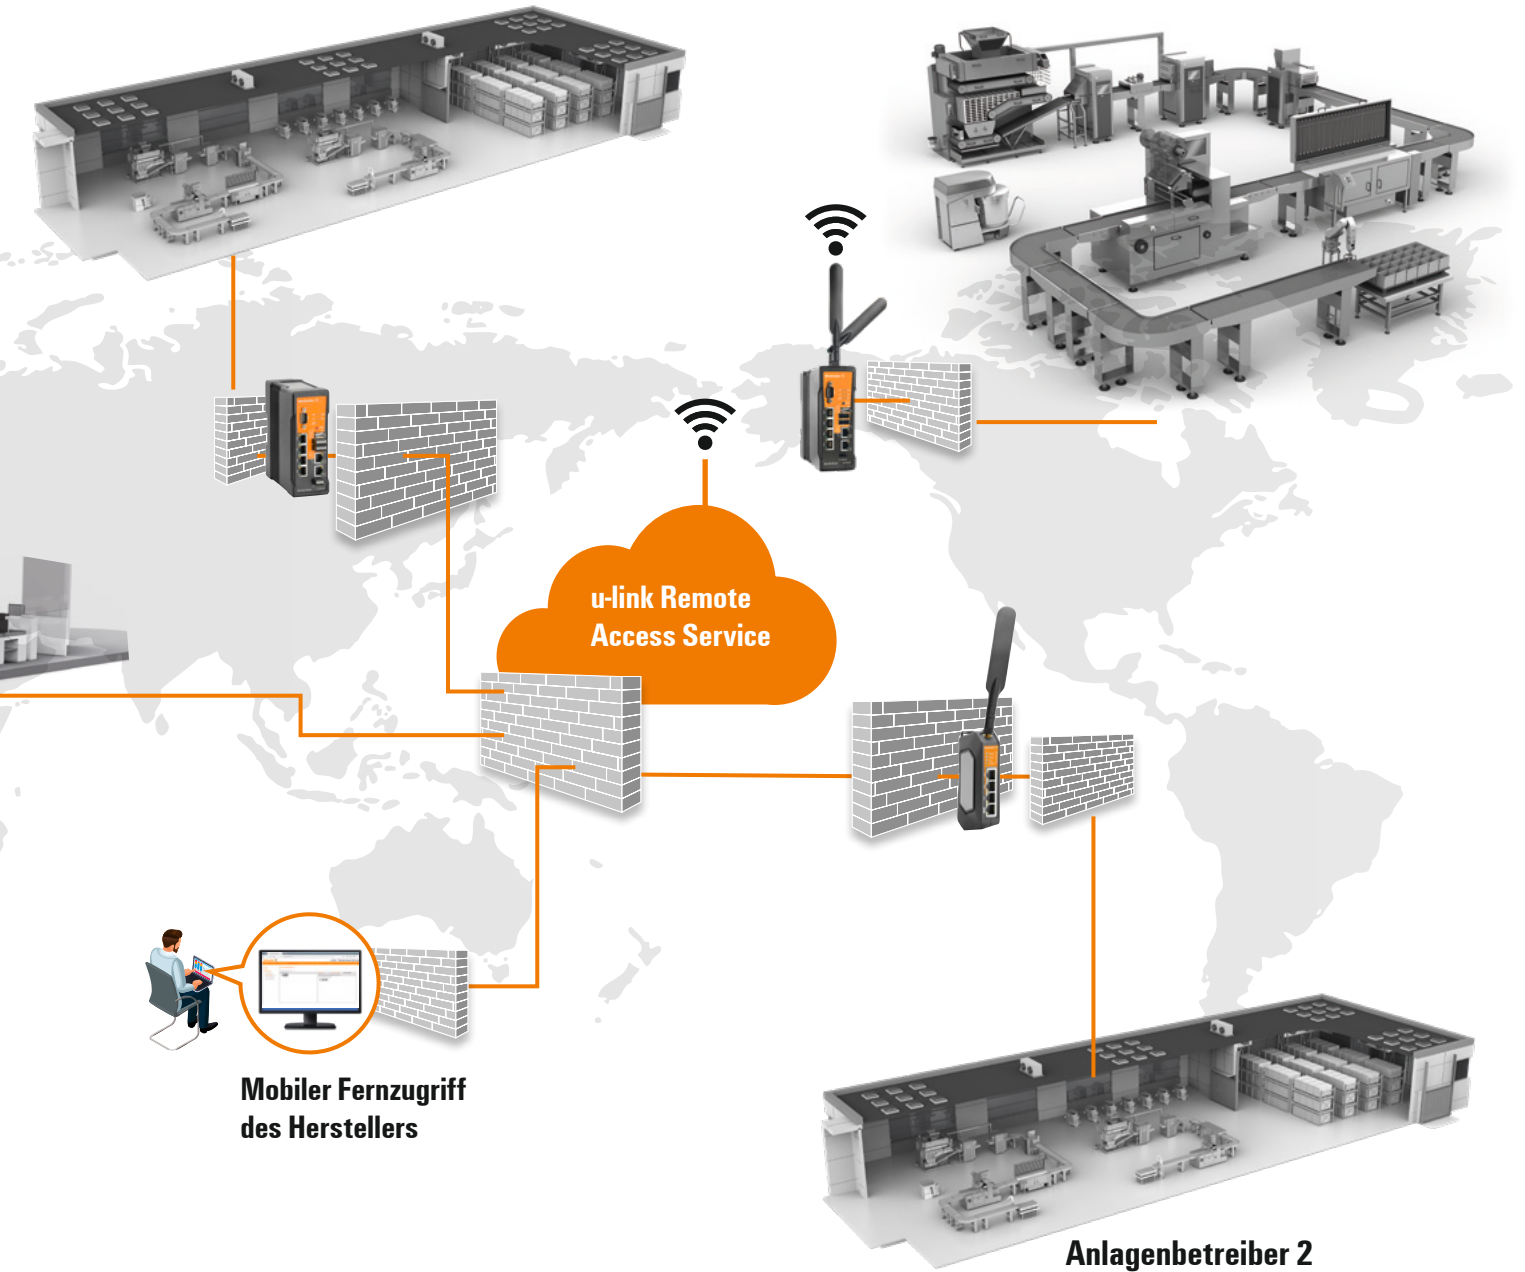 u-link Remote
Access Service
Mobiler Fernzugriff
des Herstellers
Anlagenbetreiber 2